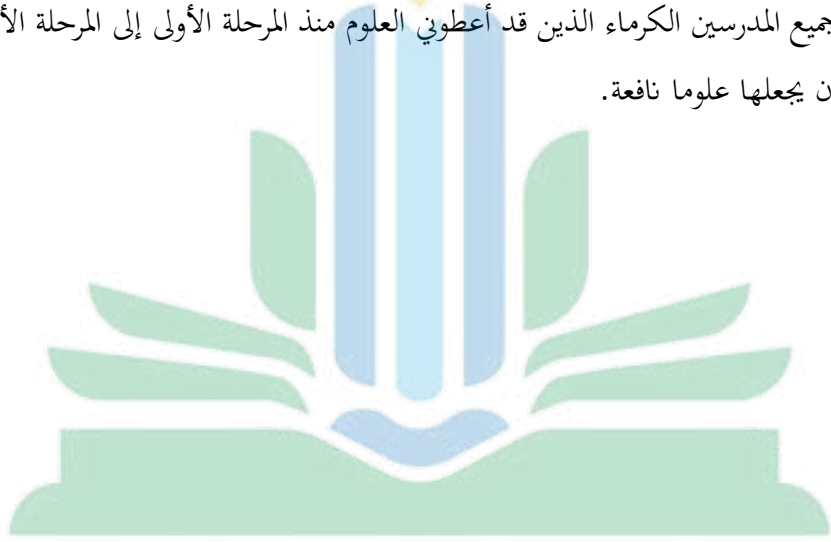 جميع المدرسين الكرماء الذين قد أعطوني العلوم منذ المرحلة الأولى إلى المرحلة
يجعلها علوما نافعة.